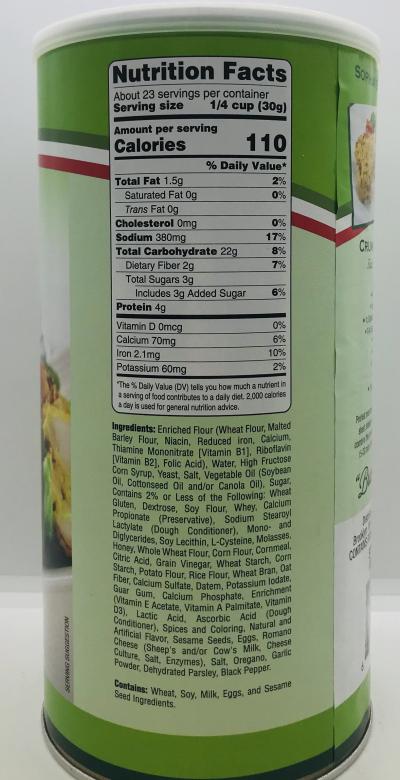 Nutrition Facts
About 23 servings per container
Serving size 1/4 cup (30g)
Amount per serving
Calories 110
% Daily Value*
Total Fat 1.5g 2%
Saturated Fat 0g 0%
Trans Fat 0g
Cholesterol 0mg 0%
Sodium 380mg 17%
Total Carbohydrate 22g 8%
Dietary Fiber 2g 7%
Total Sugars 3g
Includes 3g Added Sugar 6%
Protein 4g
Vitamin D 0mcg 0%
Calcium 70mg 6%
Iron 2.1mg 10%
Potassium 60mg 2%
*The % Daily Value (DV) tells you how much a nutrient in
a serving of food contributes to a daily diet. 2,000 calories
a day is used for general nutrition advice.
Ingredients: Enriched Flour (Wheat Flour, Malted
Barley Flour, Niacin, Reduced iron, Calcium,
Thiamine Mononitrate [Vitamin B1], Riboflavin
[Vitamin B2], Folic Acid), Water, High Fructose
Corn Syrup, Yeast, Salt, Vegetable Oil (Soybean
Oil, Cottonseed Oil and/or Canola Oil), Sugar,
Contains 2% or Less of the Following: Wheat
Gluten, Dextrose, Soy Flour, Whey, Calcium
Propionate (Preservative), Sodium Stearoyl
Lactylate (Dough Conditioner), Mono- and
Diglycerides, Soy Lecithin, L-Cysteine, Molasses,
Honey, Whole Wheat Flour, Corn Flour, Cornmeal,
Citric Acid, Grain Vinegar, Wheat Starch, Corn
Starch, Potato Flour, Rice Flour, Wheat Bran, Oat
Fiber, Calcium Sulfate, Datem, Potassium Iodate,
Guar Gum, Calcium Phosphate, Enrichment
(Vitamin E Acetate, Vitamin A Palmitate, Vitamin
D3), Lactic Acid, Ascorbic Acid (Dough
Conditioner), Spices and Coloring, Natural and
Artificial Flavor, Sesame Seeds, Eggs, Romano
Cheese (Sheep's and/or Cow's Milk, Cheese
Culture, Salt, Enzymes), Salt, Oregano, Garlic
Powder, Dehydrated Parsley, Black Pepper.
Contains: Wheat, Soy, Milk, Eggs, and Sesame
Seed Ingredients.
SERVING SUGGESTION